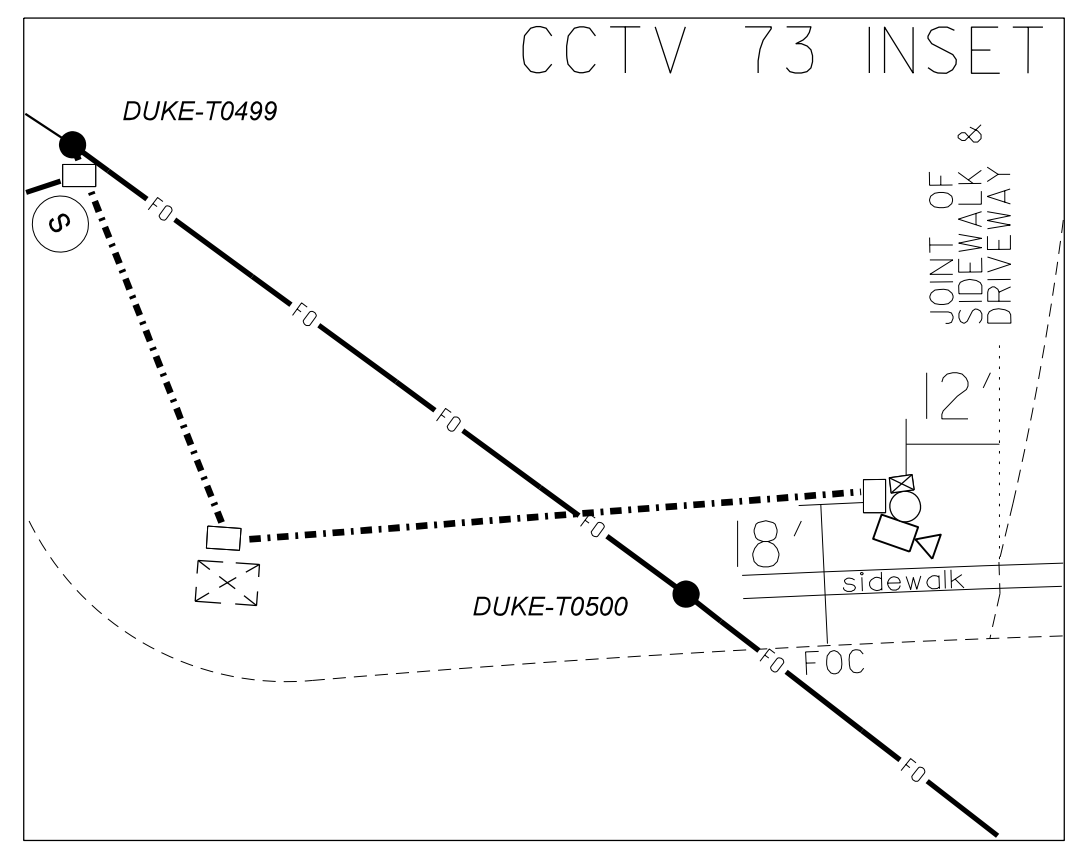 CCTV 73 INSET
DUKE-T0499
JOINT OF
SIDEWALK &
DRIVEWAY
FO
S
FO
12'
FO
18'
FO
sidewalk
DUKE-T0500
FO
FOC
FO